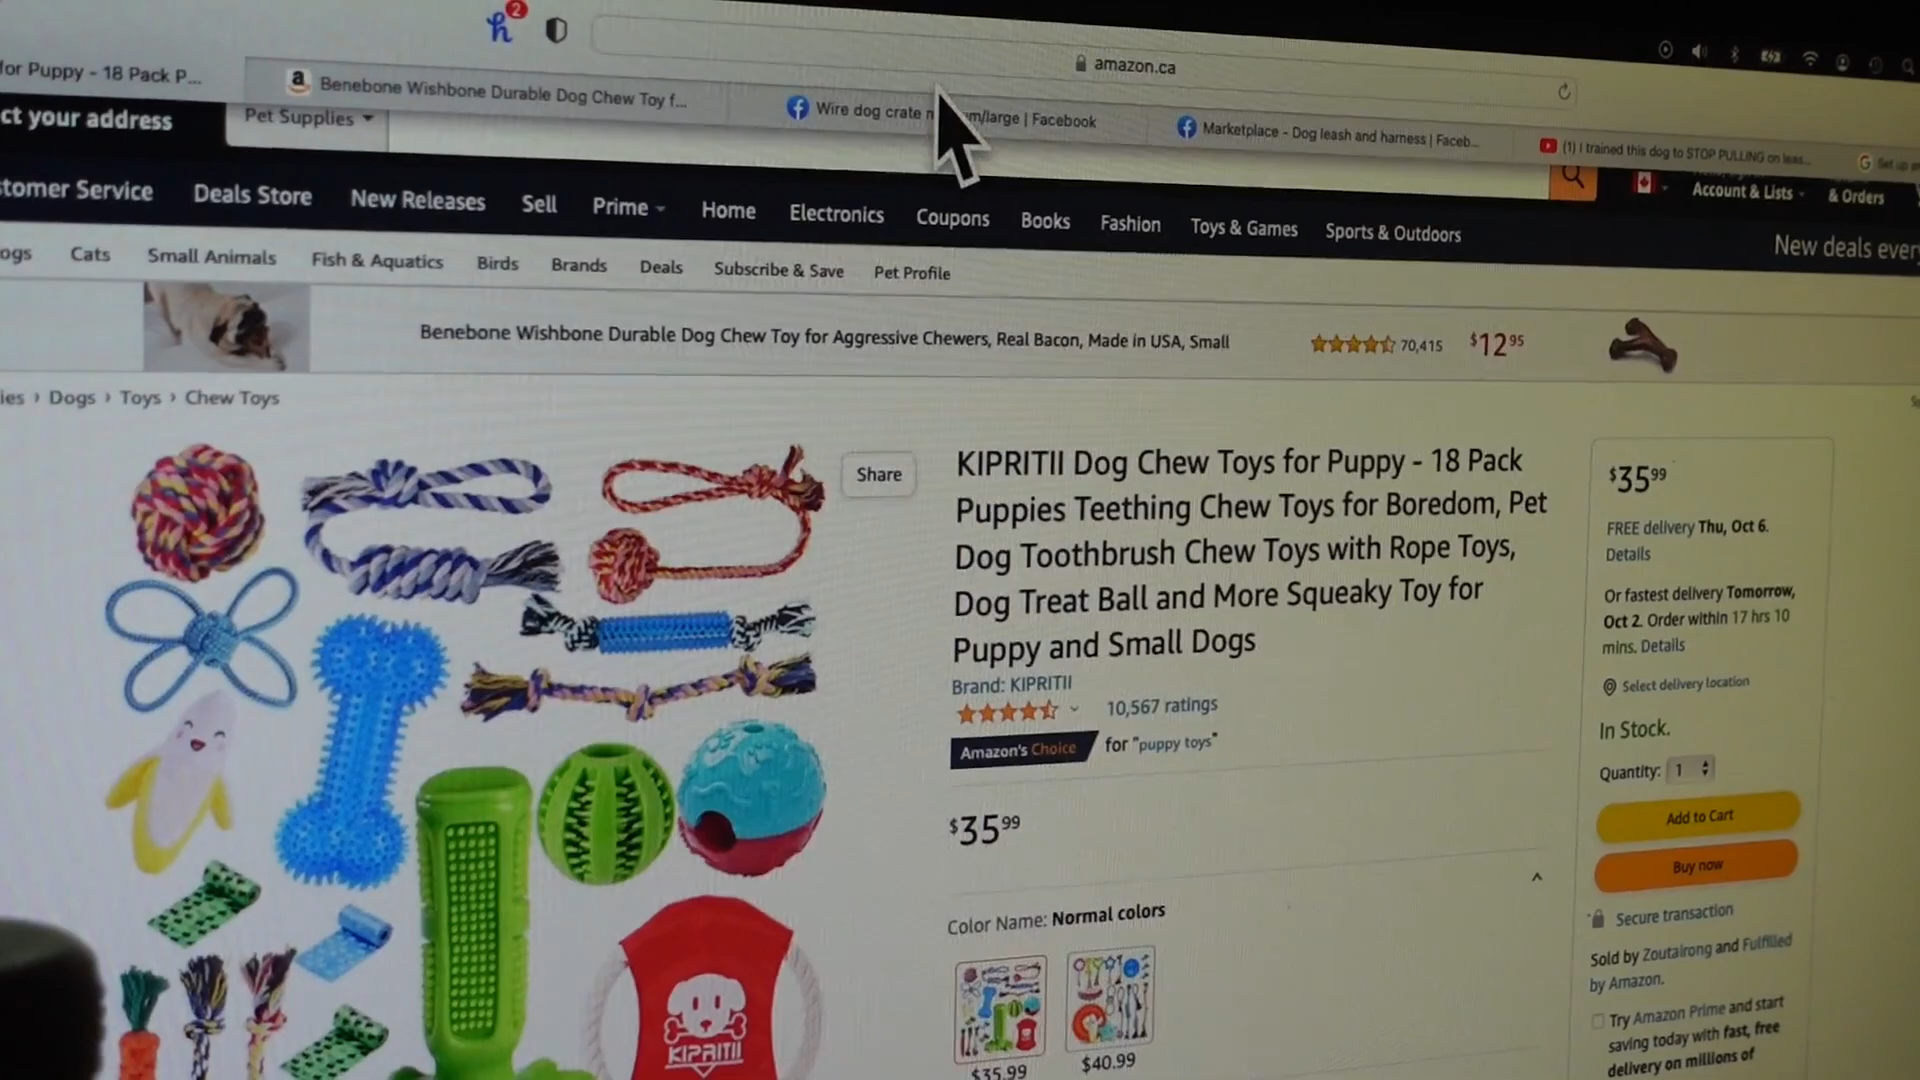 2
amazon.ca
for Puppy - 18 Pack P...
Benebone Wishbone Durable Dog Chew Toy f...
Wire dog crate m/large | Facebook
Marketplace - Dog leash and harness | Faceb...
(1) I trained this dog to STOP PULLING on leas...
Set up
ct your address
Pet Supplies
Account & Lists
& Orders
stomer Service
Deals Store
New Releases
Sell
Prime
Home
Electronics
Coupons
Books
Fashion
Toys & Games
Sports & Outdoors
New deals every
ogs
Cats
Small Animals
Fish & Aquatics
Birds
Brands
Deals
Subscribe & Save
Pet Profile
Benebone Wishbone Durable Dog Chew Toy for Aggressive Chewers, Real Bacon, Made in USA, Small
70,415
$12.95
ies › Dogs › Toys › Chew Toys
Share
KIPRITII Dog Chew Toys for Puppy - 18 Pack
Puppies Teething Chew Toys for Boredom, Pet
Dog Toothbrush Chew Toys with Rope Toys,
Dog Treat Ball and More Squeaky Toy for
Puppy and Small Dogs
Brand: KIPRITII
10,567 ratings
Amazon's Choice for "puppy toys"
$35.99
Color Name: Normal colors
$35.99
$40.99
KIPRITII
$35.99
FREE delivery Thu, Oct 6.
Details
Or fastest delivery Tomorrow,
Oct 2. Order within 17 hrs 10
mins. Details
Select delivery location
In Stock.
Quantity: 1
Add to Cart
Buy now
Secure transaction
Sold by Zoutairong and Fulfilled
by Amazon.
Try Amazon Prime and start
saving today with fast, free
delivery on millions of